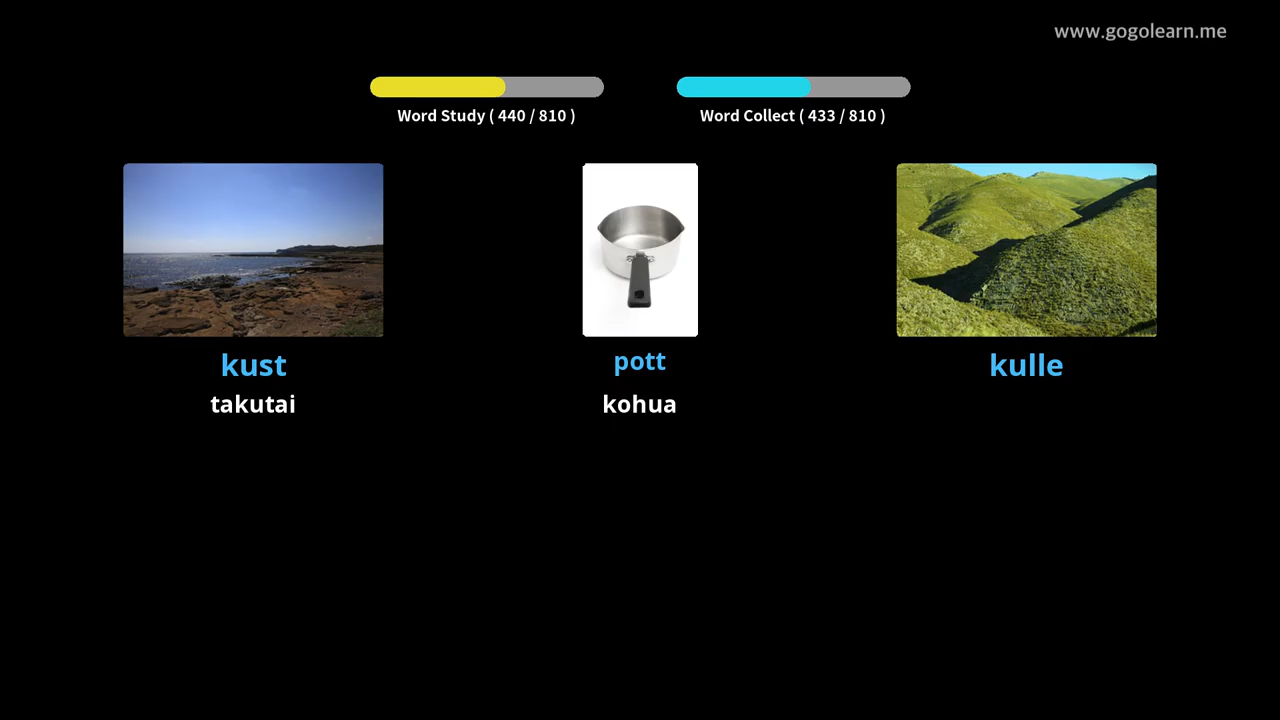 www.gogolearn.me
Word Study ( 440 / 810 )
Word Collect ( 433 / 810 )
kust
takutai
pott
kohua
kulle